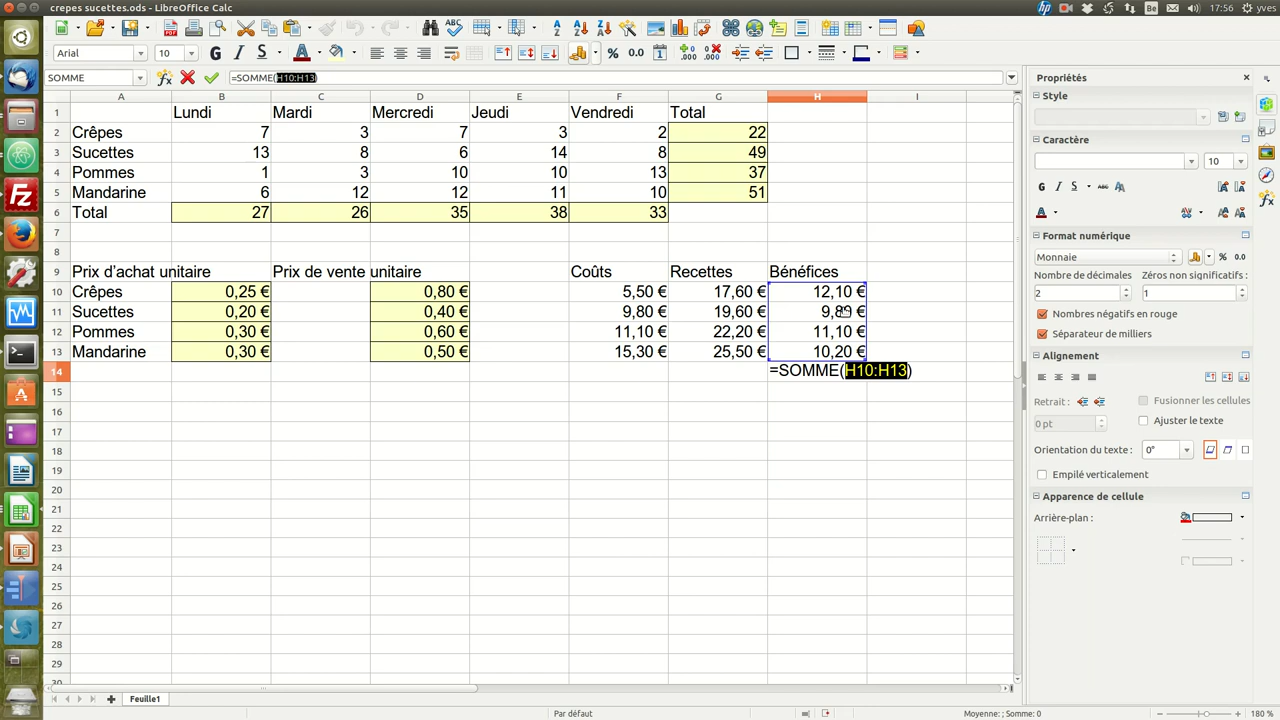 crepes sucettes.ods - LibreOffice Calc
Be
17:56
yves
Arial
10
SOMME
=SOMME(H10:H13)
A B C D E F G H I
1 Lundi Mardi Mercredi Jeudi Vendredi Total
2 Crêpes 7 3 7 3 2 22
3 Sucettes 13 8 6 14 8 49
4 Pommes 1 3 10 10 13 37
5 Mandarine 6 12 12 11 10 51
6 Total 27 26 35 38 33
7
8
9 Prix d'achat unitaire Prix de vente unitaire Coûts Recettes Bénéfices
10 Crêpes 0,25 € 0,80 € 5,50 € 17,60 € 12,10 €
11 Sucettes 0,20 € 0,40 € 9,80 € 19,60 € €
12 Pommes 0,30 € 0,60 € 11,10 € 22,20 € 11,10 €
13 Mandarine 0,30 € 0,50 € 15,30 € 25,50 € 10,20 €
14 =SOMME(H10:H13)
15
16
17
18
19
20
21
22
23
24
25
26
27
28
29
30
Feuille1
Par défaut
Moyenne: ; Somme: 0
180 %
Propriétés
Style
Caractère
10
Format numérique
Monnaie
% 0.0
Nombre de décimales
Zéros non significatifs :
2
1
Nombres négatifs en rouge
Séparateur de milliers
Alignement
Retrait :
Fusionner les cellules
0 pt
Ajuster le texte
Orientation du texte :
0°
Empilé verticalement
Apparence de cellule
Arrière-plan :